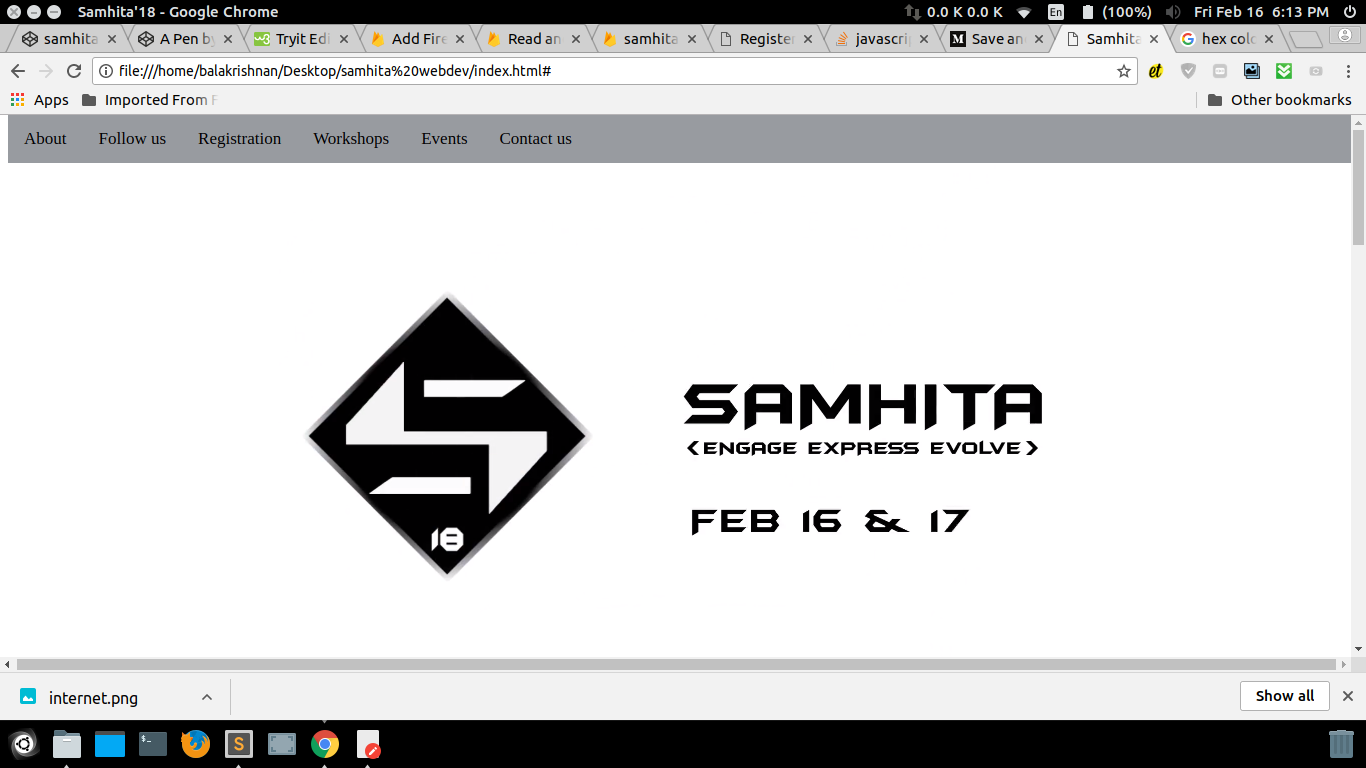 Samhita'18 - Google Chrome
0.0 K 0.0 K En (100%) Fri Feb 16 6:13 PM
samhita A Pen by Tryit Edi Add Fire Read an samhita Register javascrip Save an Samhita hex colo
file:///home/balakrishnan/Desktop/samhita%20webdev/index.html# et
Apps Imported From F Other bookmarks
About Follow us Registration Workshops Events Contact us
SAMHITA
<ENGAGE EXPRESS EVOLVE>
FEB 16 & 17
18
internet.png Show all